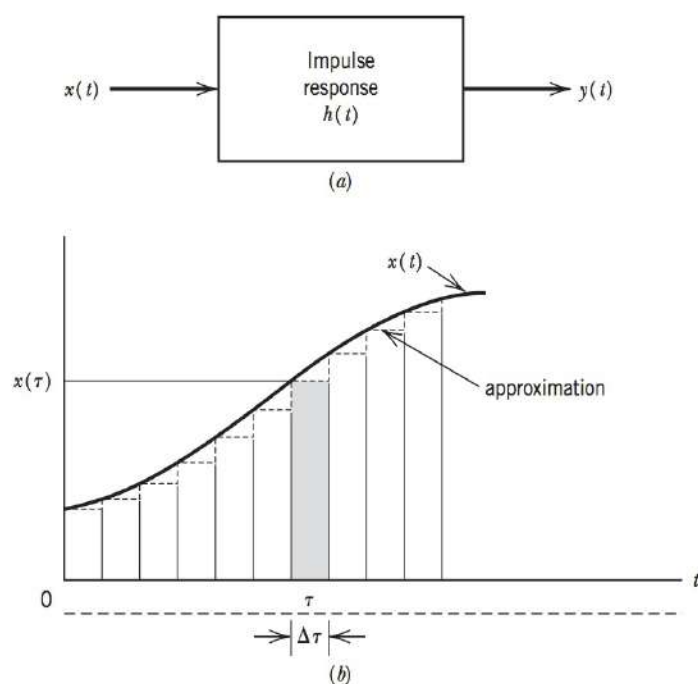 Impulse
response
x(t) h(t) y(t)
(a)
x(t)
x(τ)
approximation
t
0 τ
Δτ
(b)